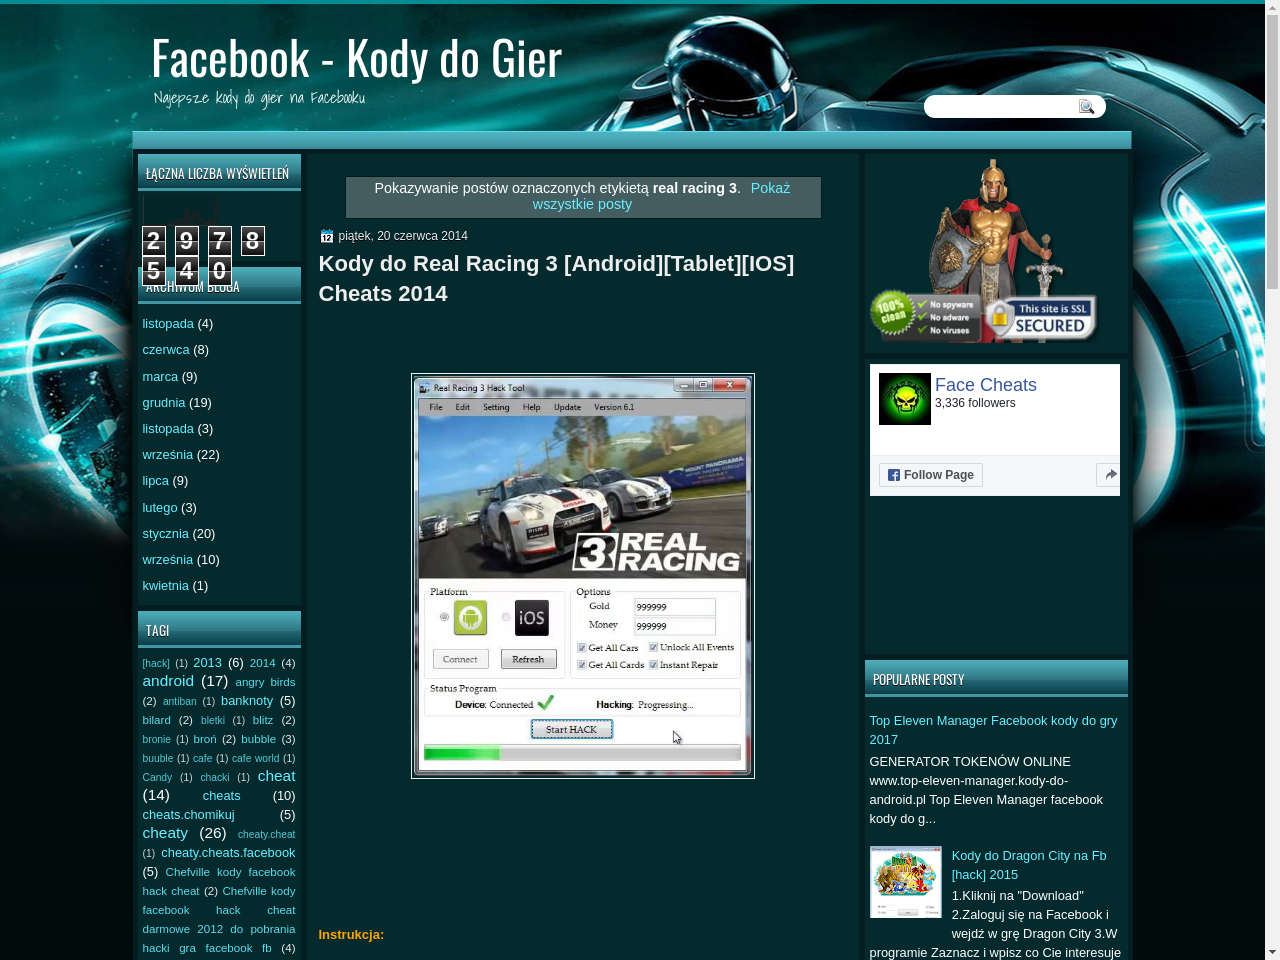 Facebook - Kody do Gier
Najepsze kody do gier na Facebooku
ŁĄCZNA LICZBA WYŚWIETLEŃ
2 9 7 8
5 4 0
ARCHIWUM BLOGA
listopada (4)
czerwca (8)
marca (9)
grudnia (19)
listopada (3)
września (22)
lipca (9)
lutego (3)
stycznia (20)
września (10)
kwietnia (1)
TAGI
[hack] (1) 2013 (6) 2014 (4)
android (17) angry birds
(2) antiban (1) banknoty (5)
bilard (2) bletki (1) blitz (2)
bronie (1) broń (2) bubble (3)
buuble (1) cafe (1) cafe world (1)
Candy (1) chacki (1) cheat
(14) cheats (10)
cheats.chomikuj (5)
cheaty (26) cheaty.cheat
(1) cheaty.cheats.facebook
(5) Chefville kody facebook
hack cheat (2) Chefville kody
facebook hack cheat
darmowe 2012 do pobrania
hacki gra facebook fb (4)
Pokazywanie postów oznaczonych etykietą real racing 3. Pokaż
wszystkie posty
12
piątek, 20 czerwca 2014
Kody do Real Racing 3 [Android][Tablet][IOS]
Cheats 2014
Real Racing 3 Hack Tool
File Edit Setting Help Update Version 6.1
MOUNT PANORAMA
3 REAL
RACING
Platform
iOS
Connect Refresh
Options
Gold 999999
Money 999999
Get All Cars Unlock All Events
Get All Cards Instant Repair
Status Program
Device: Connected Hacking: Progressing...
Start HACK
Instrukcja:
100%
clean
No spyware
No adware
No viruses
This site is SSL
SECURED
Face Cheats
3,336 followers
Follow Page
POPULARNE POSTY
Top Eleven Manager Facebook kody do gry
2017
GENERATOR TOKENÓW ONLINE
www.top-eleven-manager.kody-do-
android.pl Top Eleven Manager facebook
kody do g...
Kody do Dragon City na Fb
[hack] 2015
1.Kliknij na "Download"
2.Zaloguj się na Facebook i
wejdź w grę Dragon City 3.W
programie Zaznacz i wpisz co Cie interesuje